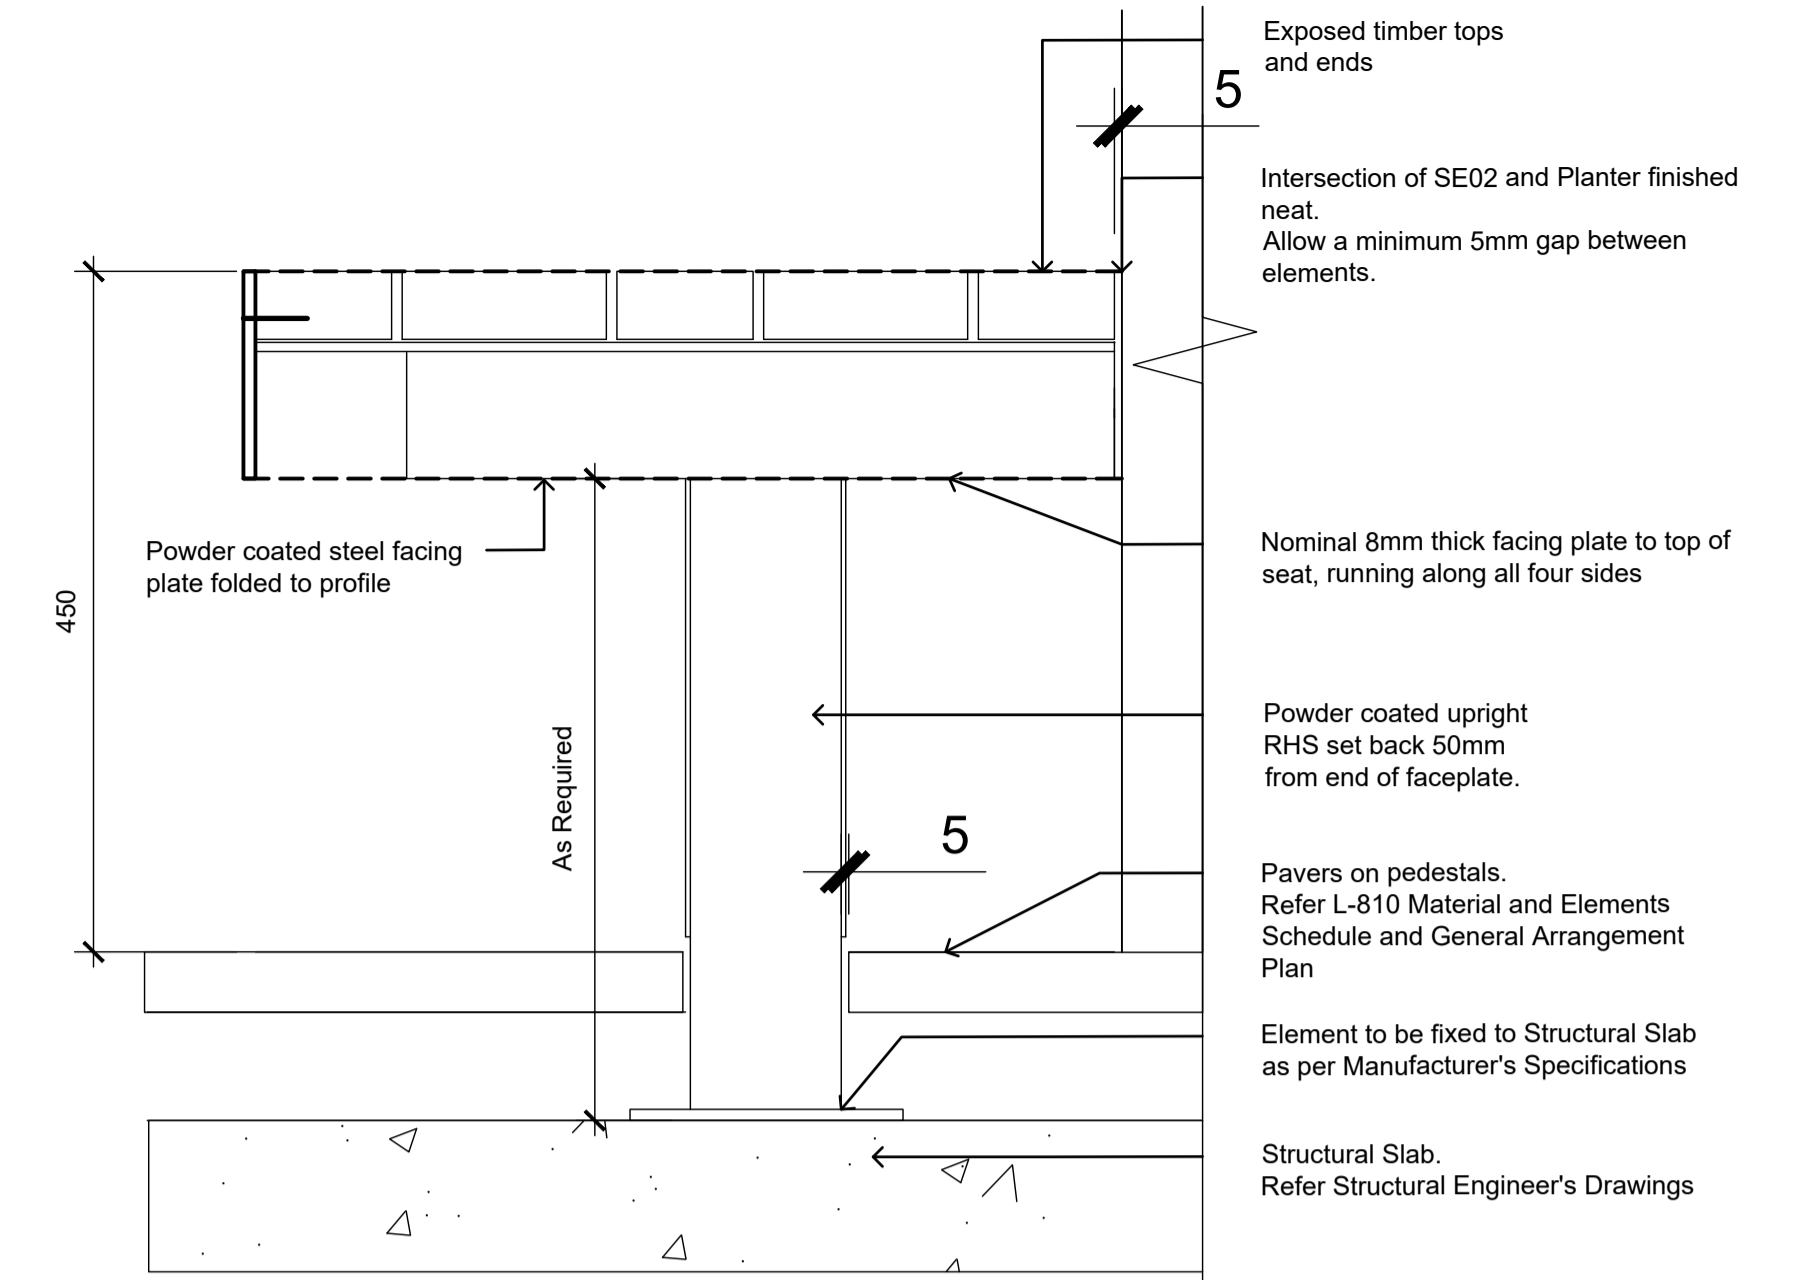 Exposed timber tops
and ends
5
Intersection of SE02 and Planter finished
neat.
Allow a minimum 5mm gap between
elements.
Powder coated steel facing
plate folded to profile
450
Nominal 8mm thick facing plate to top of
seat, running along all four sides
As Required
Powder coated upright
RHS set back 50mm
from end of faceplate.
5
Pavers on pedestals.
Refer L-810 Material and Elements
Schedule and General Arrangement
Plan
Element to be fixed to Structural Slab
as per Manufacturer's Specifications
Structural Slab.
Refer Structural Engineer's Drawings